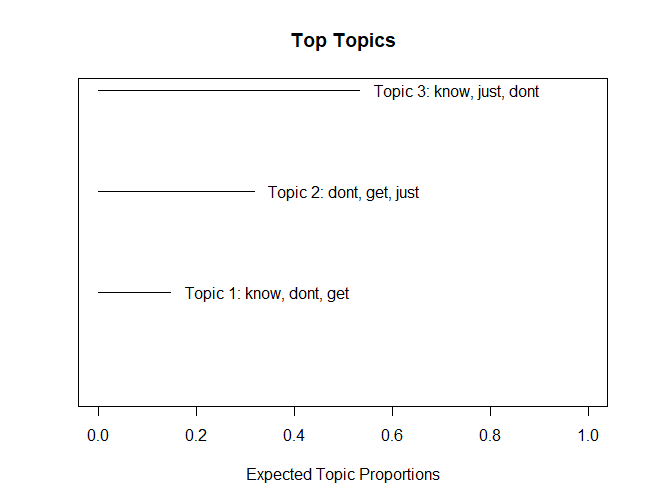 Top Topics
Topic 3: know, just, dont
Topic 2: dont, get, just
Topic 1: know, dont, get
0.0 0.2 0.4 0.6 0.8 1.0
Expected Topic Proportions